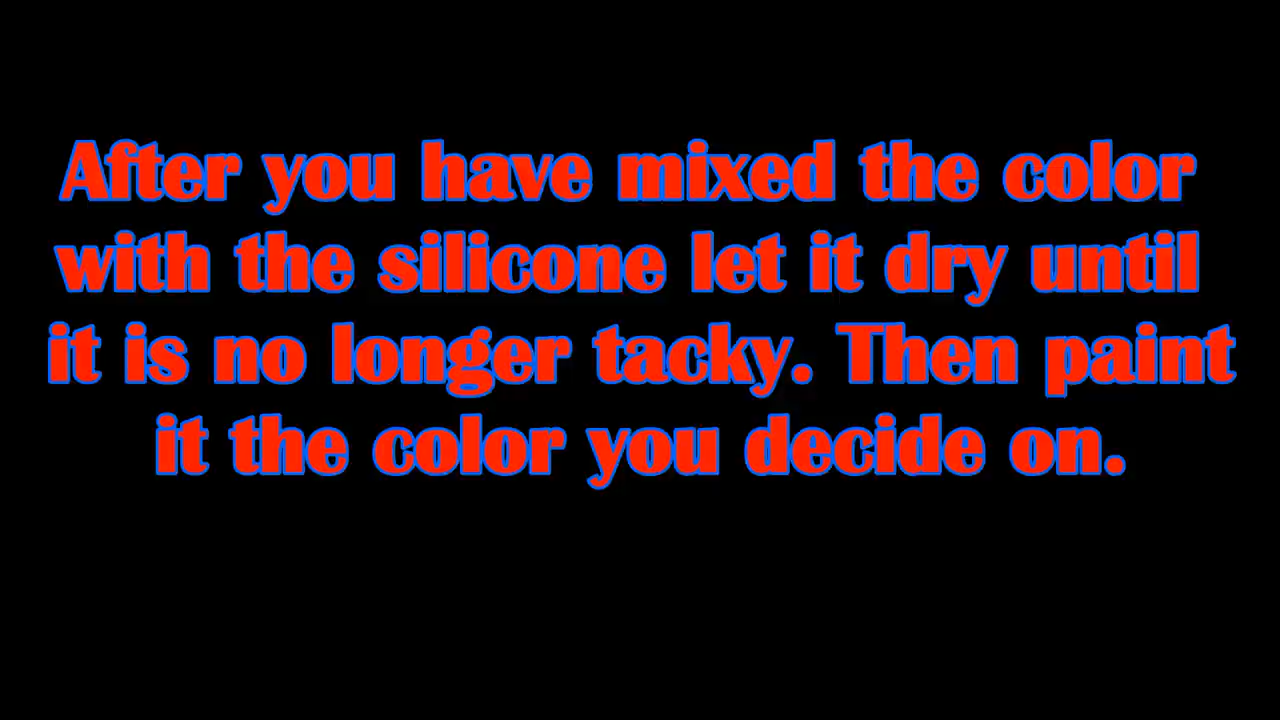 After you have mixed the color
with the silicone let it dry until
it is no longer tacky. Then paint
it the color you decide on.